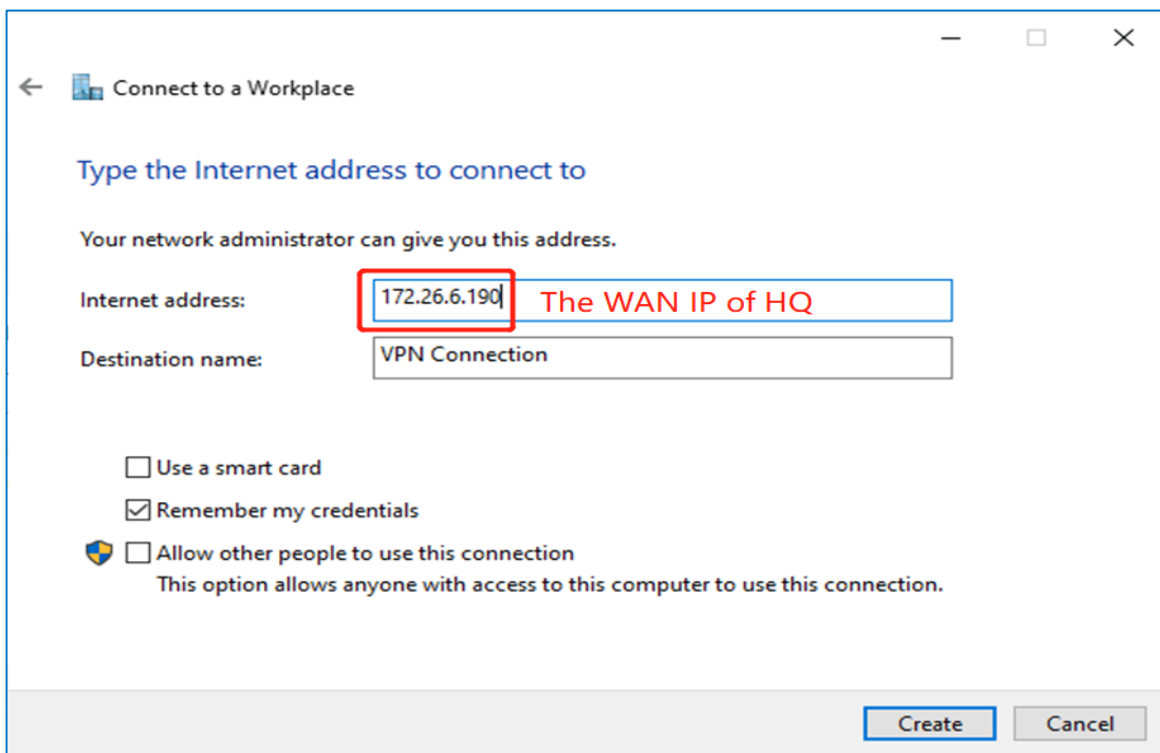 Connect to a Workplace
Type the Internet address to connect to
Your network administrator can give you this address.
Internet address: 172.26.6.190 The WAN IP of HQ
Destination name: VPN Connection
Use a smart card
Remember my credentials
Allow other people to use this connection
This option allows anyone with access to this computer to use this connection.
Create Cancel